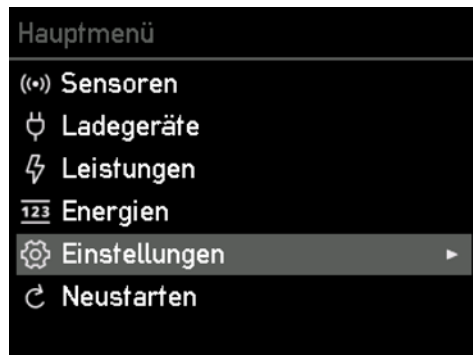 Hauptmenü
Sensoren
Ladegeräte
Leistungen
123 Energien
Einstellungen
Neustarten